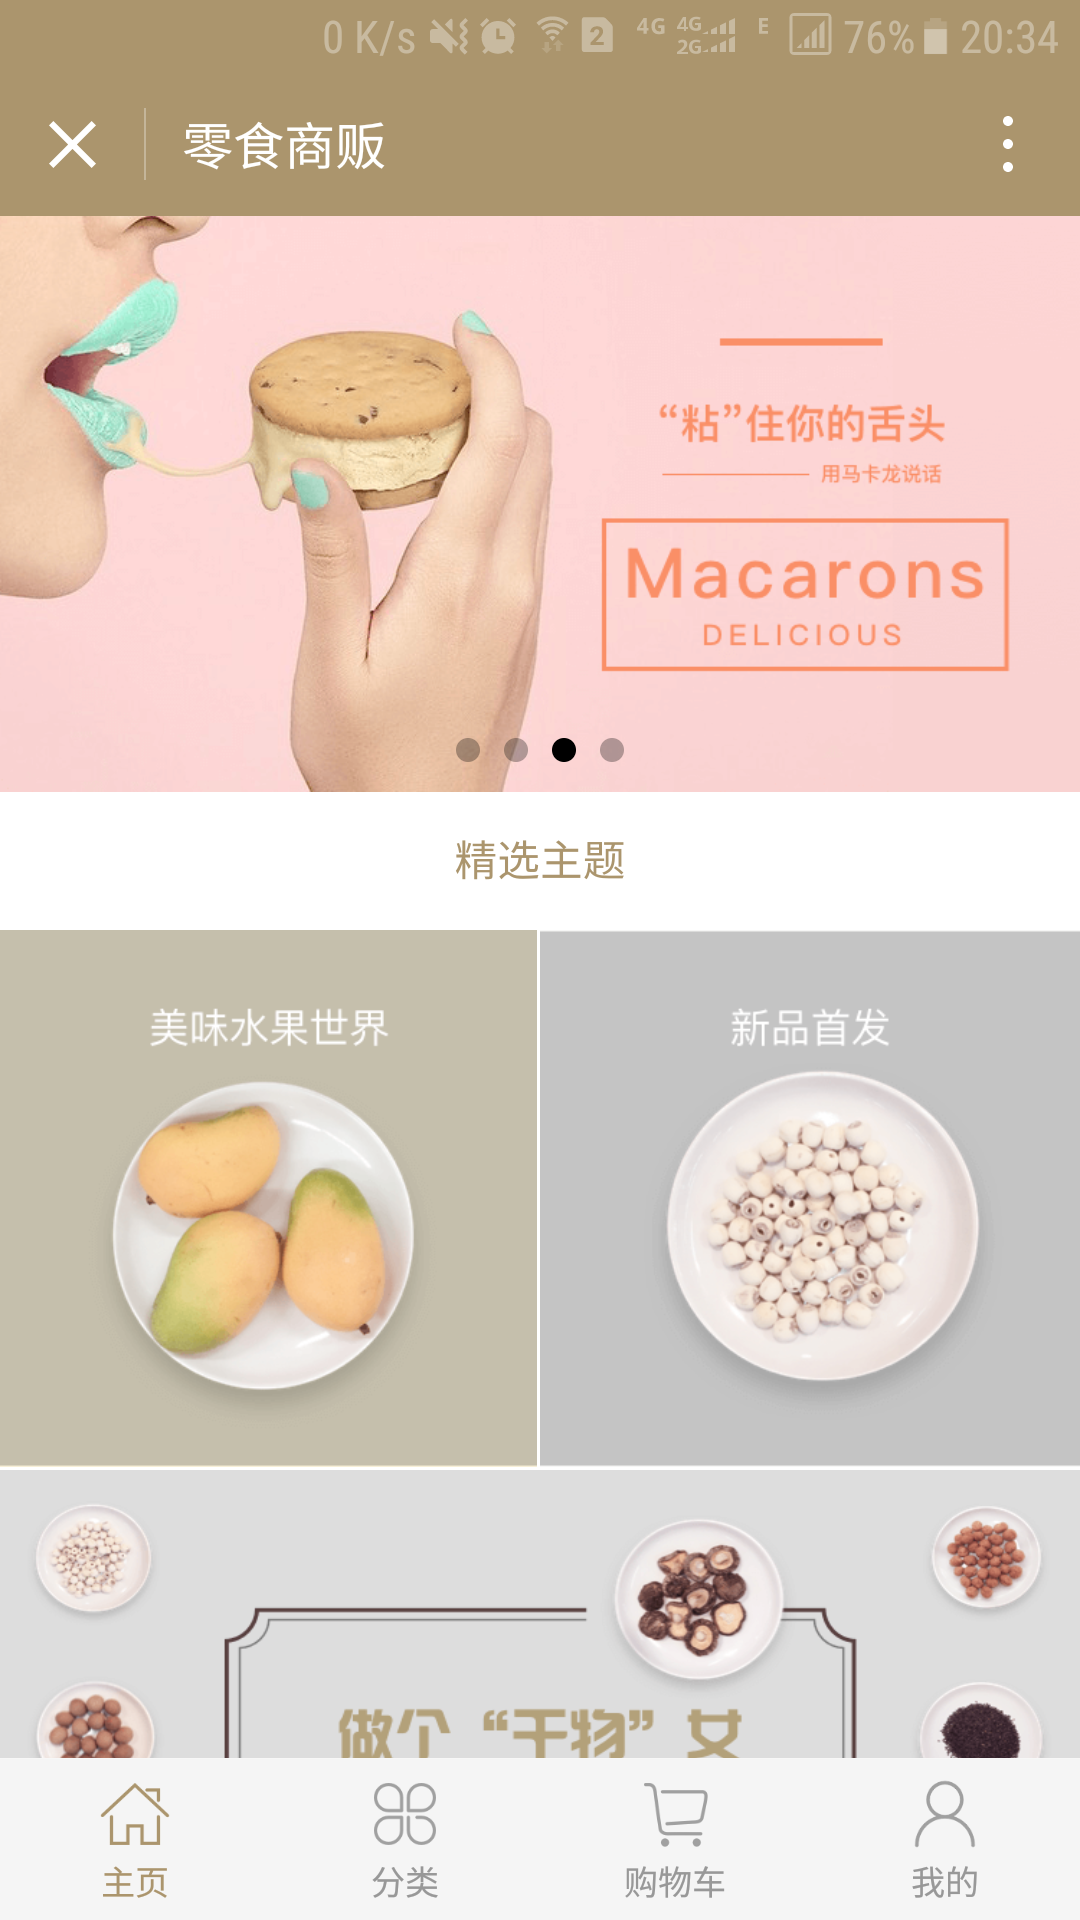 0 K/s 2 4G 4G 2G E 76% 20:34
零食商贩
“粘”住你的舌头
用马卡龙说话
Macarons
DELICIOUS
精选主题
美味水果世界 新品首发
做个“干物”女
主页 分类 购物车 我的